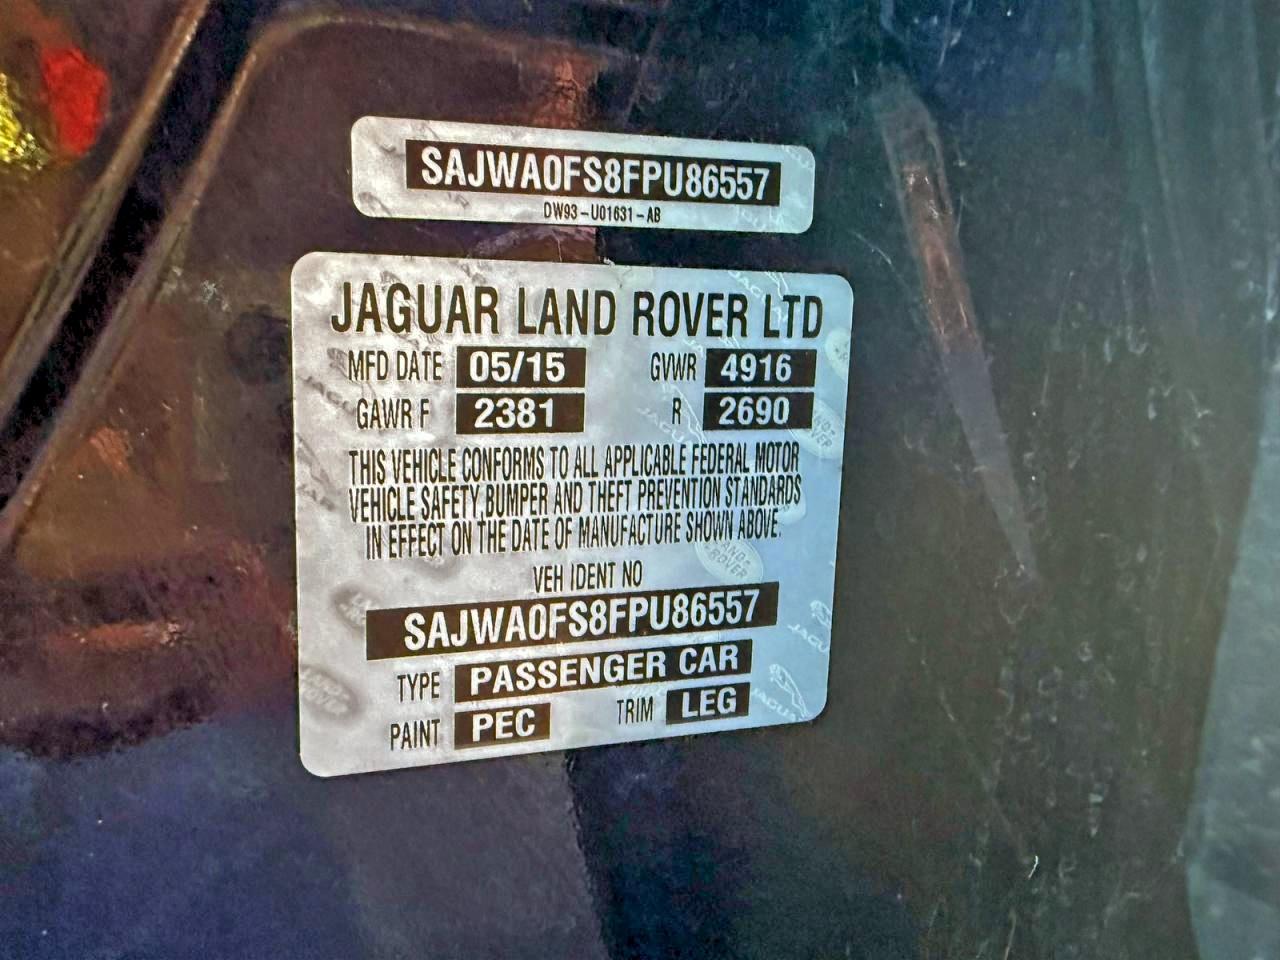 SAJWA0FS8FPU86557
DW93-U01631-AB
JAGUAR LAND ROVER LTD
MFD DATE 05/15 GVWR 4916
GAWR F 2381 R 2690
THIS VEHICLE CONFORMS TO ALL APPLICABLE FEDERAL MOTOR
VEHICLE SAFETY, BUMPER AND THEFT PREVENTION STANDARDS
IN EFFECT ON THE DATE OF MANUFACTURE SHOWN ABOVE.
VEH IDENT NO
SAJWA0FS8FPU86557
TYPE PASSENGER CAR
PAINT PEC TRIM LEG